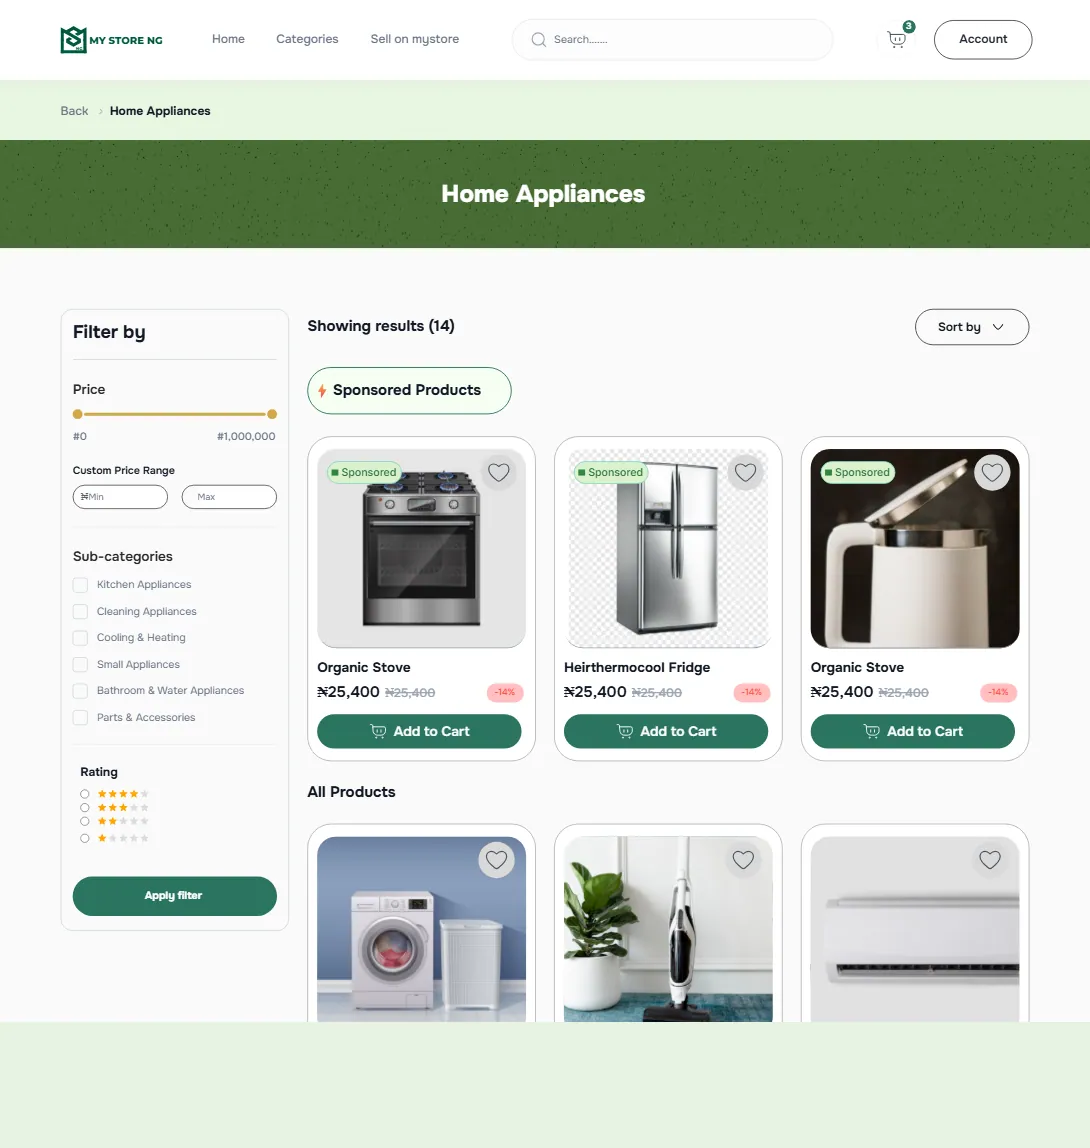 MY STORE NG
Home
Categories
Sell on mystore
Search.......
3
Account
Back › Home Appliances
Home Appliances
Filter by
Price
#0
#1,000,000
Custom Price Range
₦Min
Max
Sub-categories
Kitchen Appliances
Cleaning Appliances
Cooling & Heating
Small Appliances
Bathroom & Water Appliances
Parts & Accessories
Rating
Apply filter
Showing results (14)
Sort by
Sponsored Products
Sponsored
Organic Stove
₦25,400 ₦25,400 -14%
Add to Cart
Sponsored
Heirthermocool Fridge
₦25,400 ₦25,400 -14%
Add to Cart
Sponsored
Organic Stove
₦25,400 ₦25,400 -14%
Add to Cart
All Products